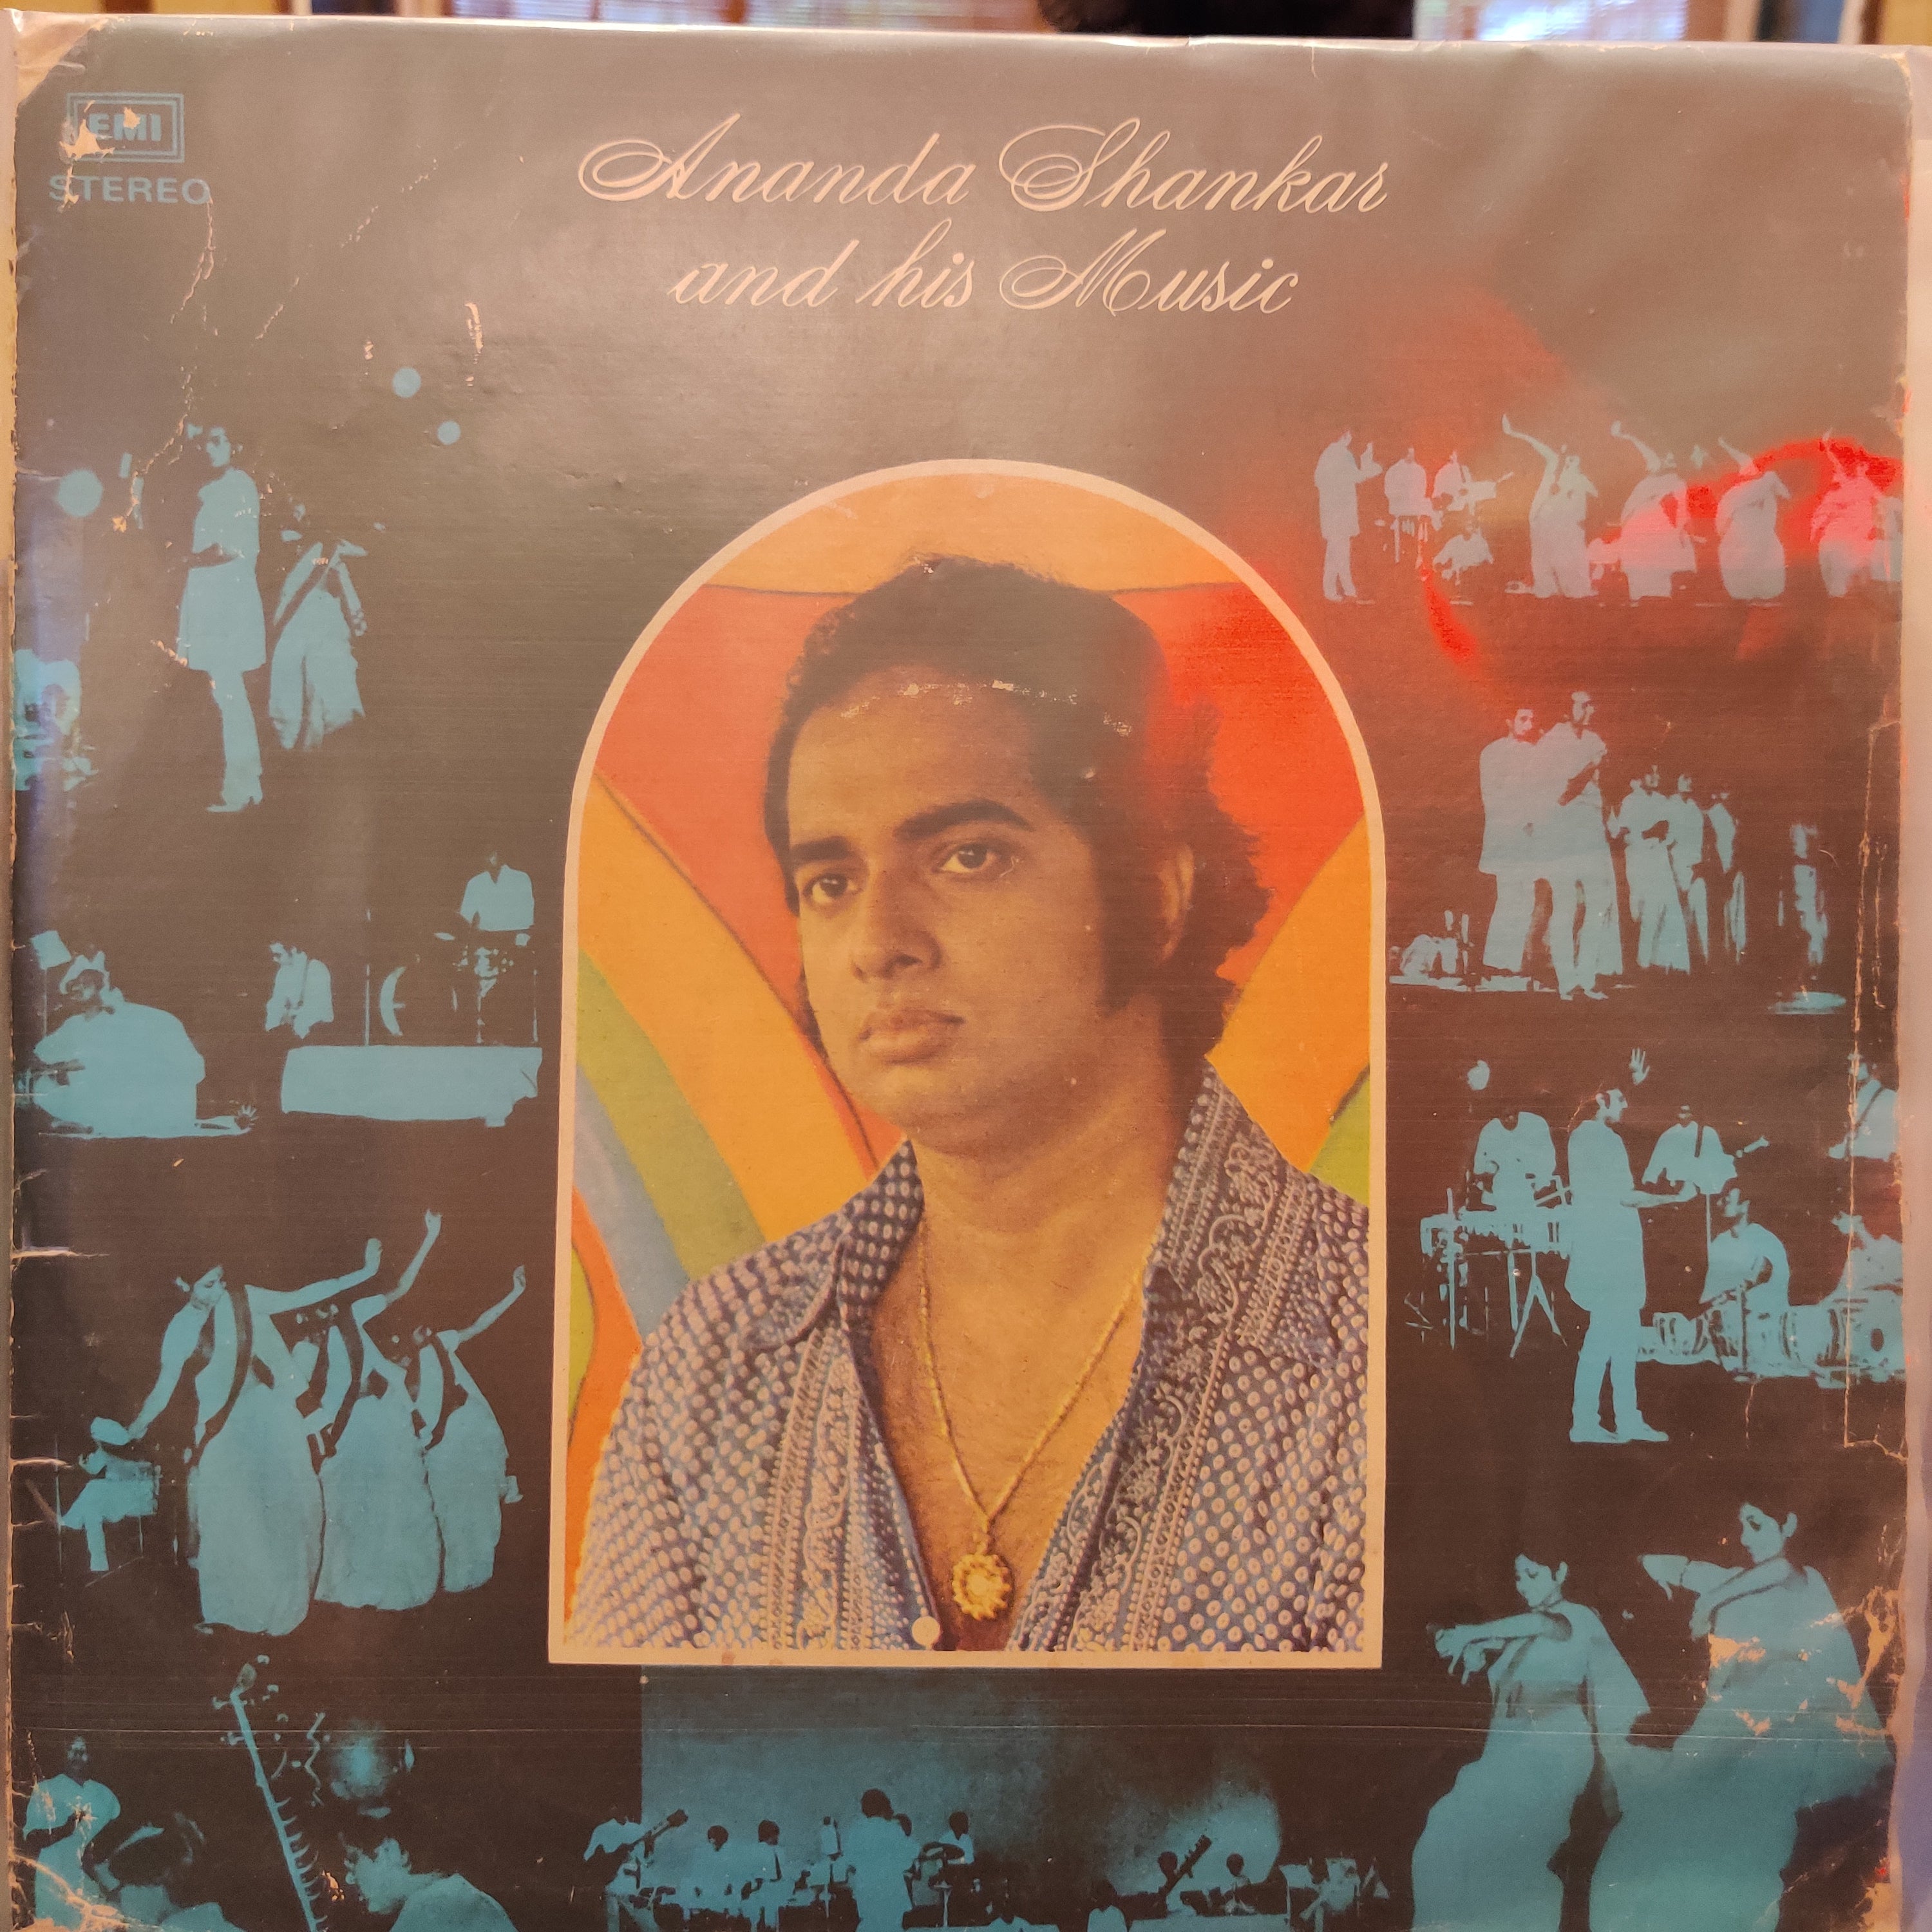 EMI
STEREO
Ananda Shankar
and his Music